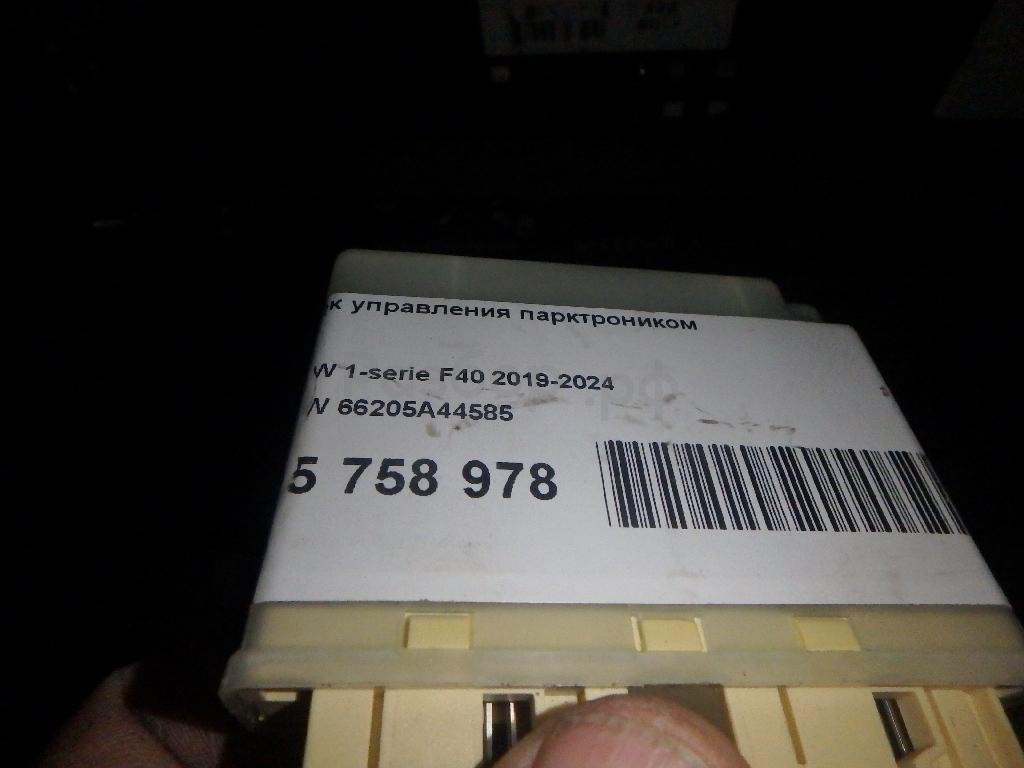 к управления парктроником
W 1-serie F40 2019-2024
W 66205A44585
5 758 978